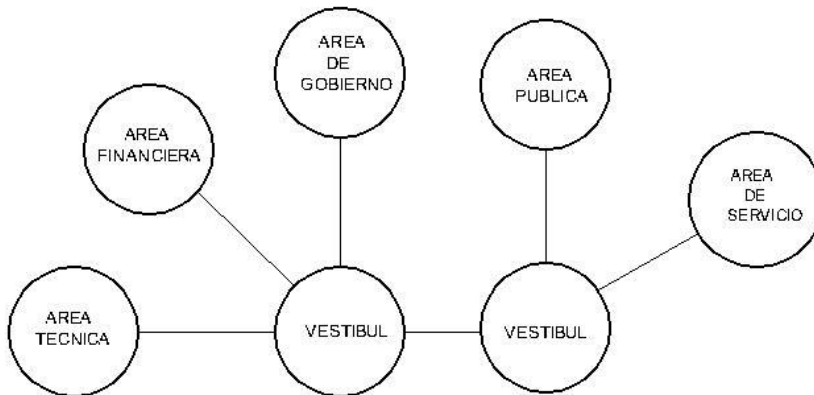 AREA
DE
GOBIERNO
AREA
PUBLICA
AREA
FINANCIERA
AREA
DE
SERVICIO
AREA
TECNICA
VESTIBUL
VESTIBUL